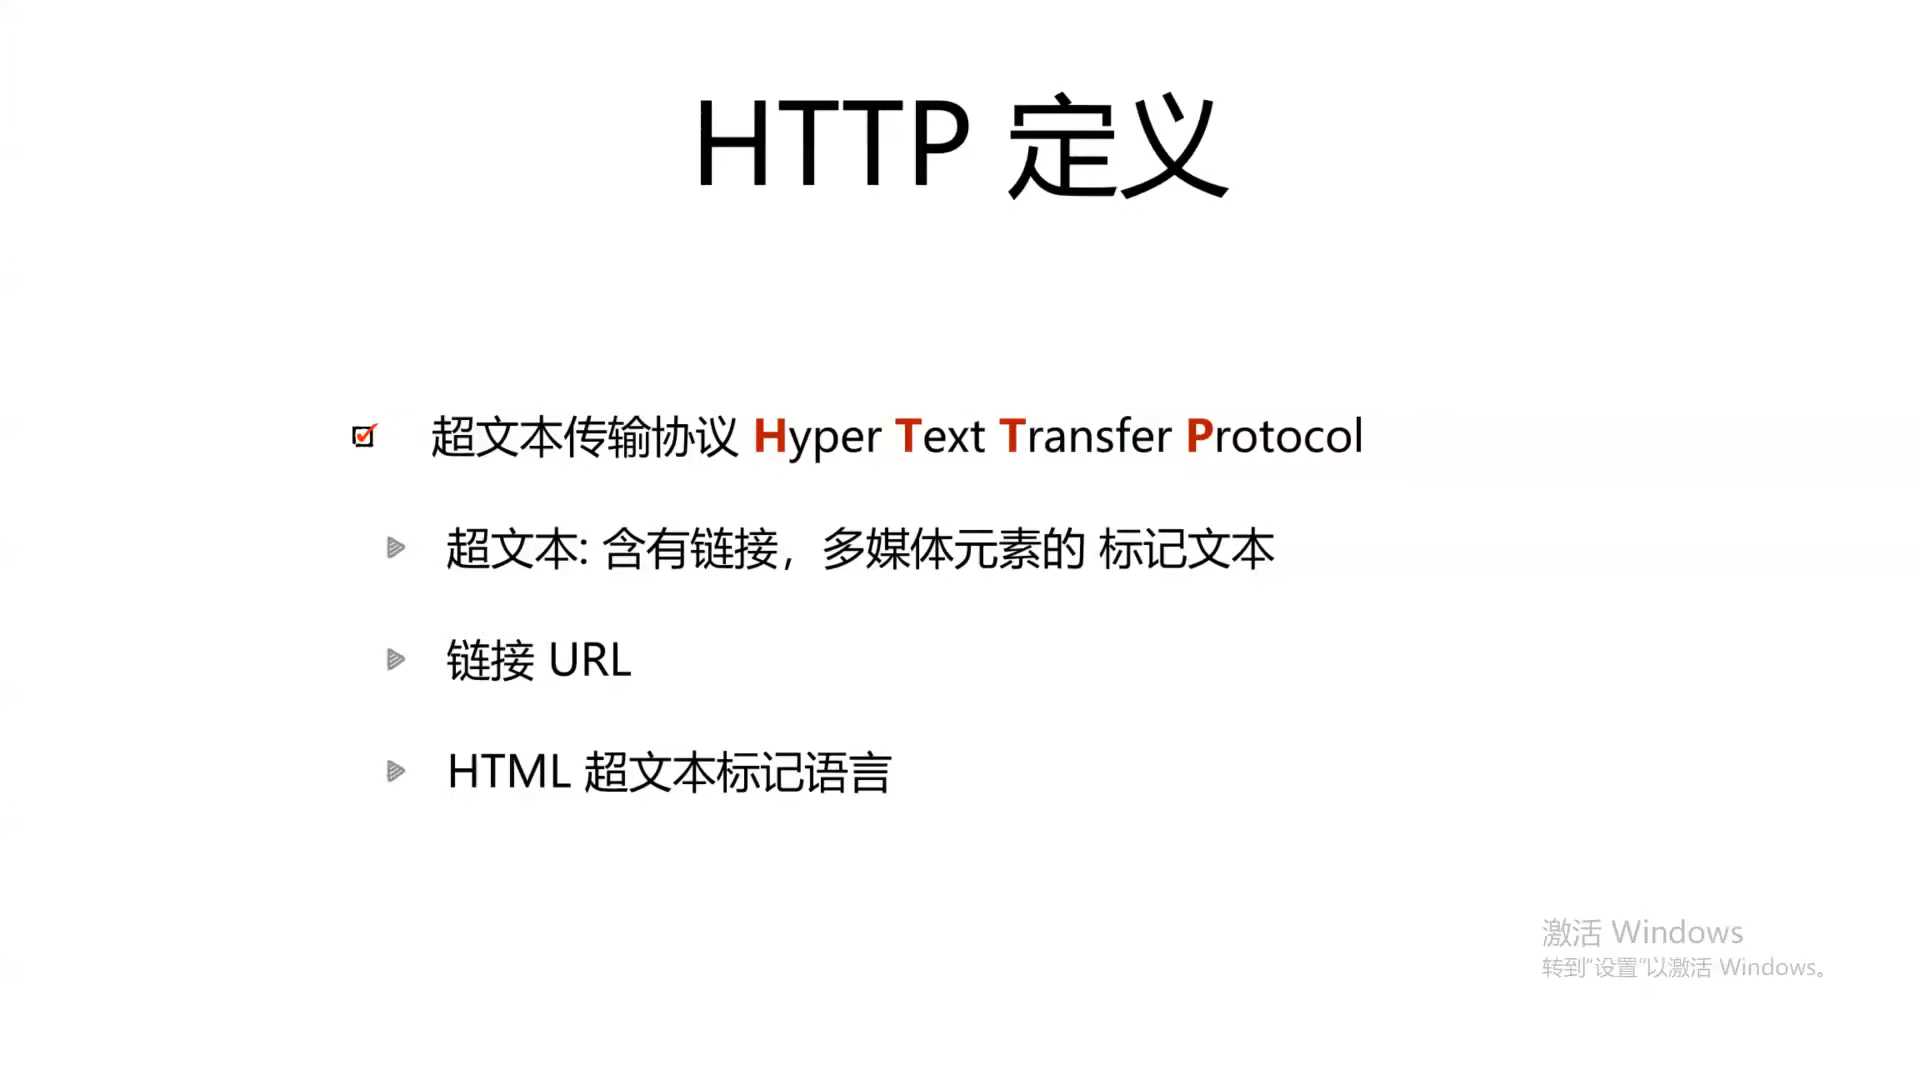 HTTP 定义
超文本传输协议 Hyper Text Transfer Protocol
超文本: 含有链接，多媒体元素的 标记文本
链接 URL
HTML 超文本标记语言
激活 Windows
转到“设置”以激活 Windows。